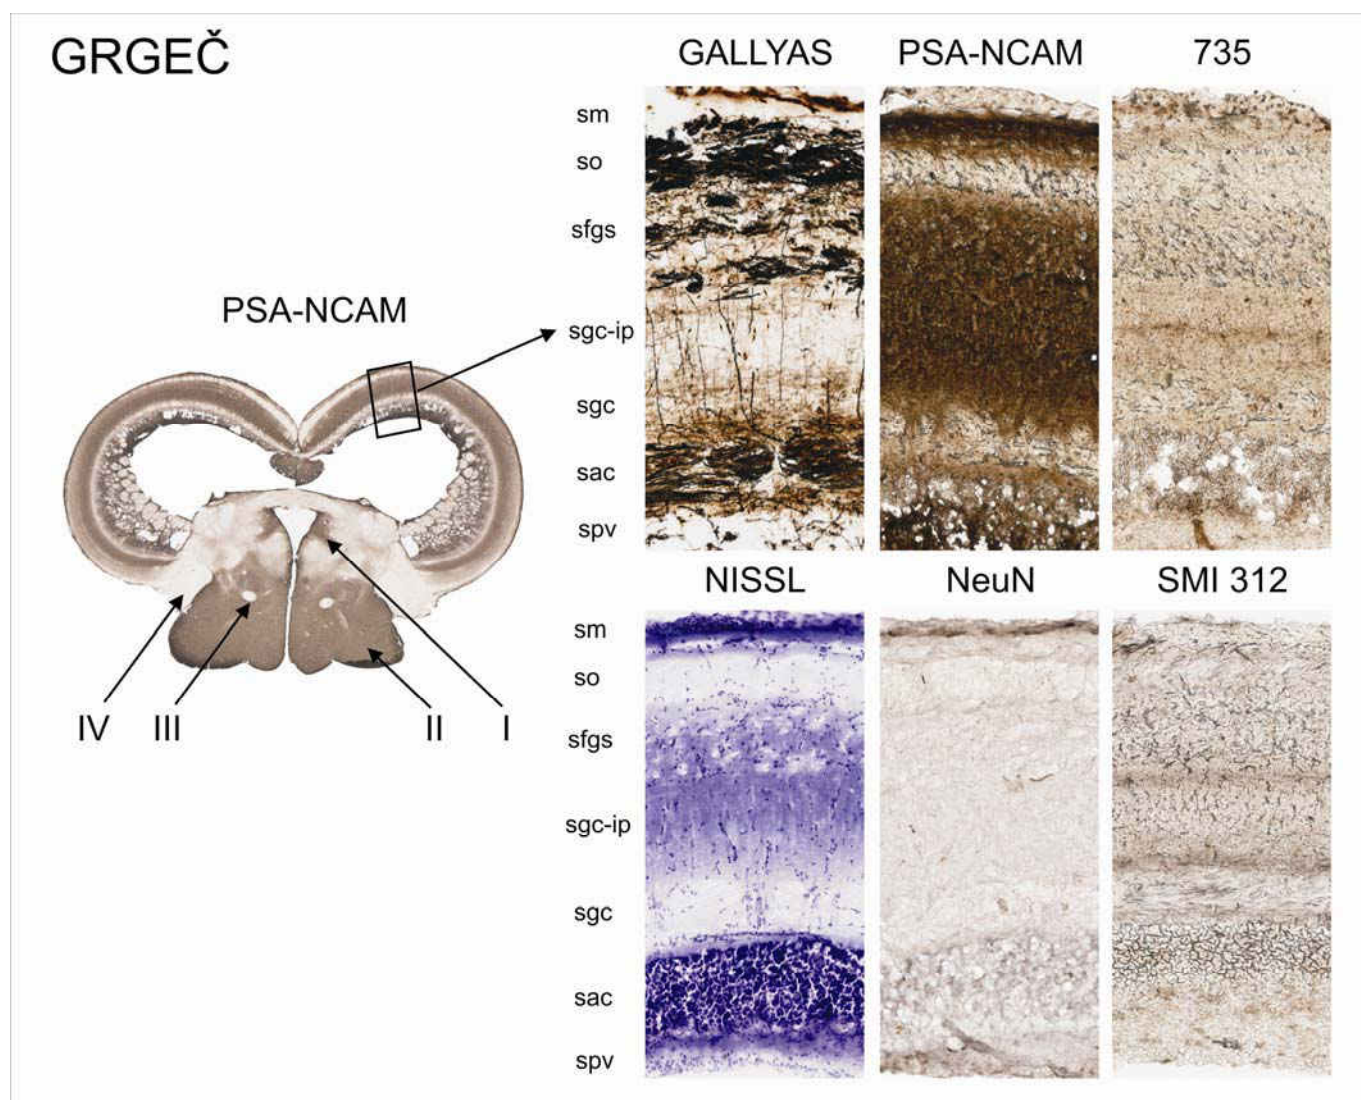 GRGEČ
GALLYAS PSA-NCAM 735
sm
so
sfgs
PSA-NCAM
sgc-ip
sgc
sac
spv
NISSL NeuN SMI 312
sm
so
sfgs
IV III II I
sgc-ip
sgc
sac
spv